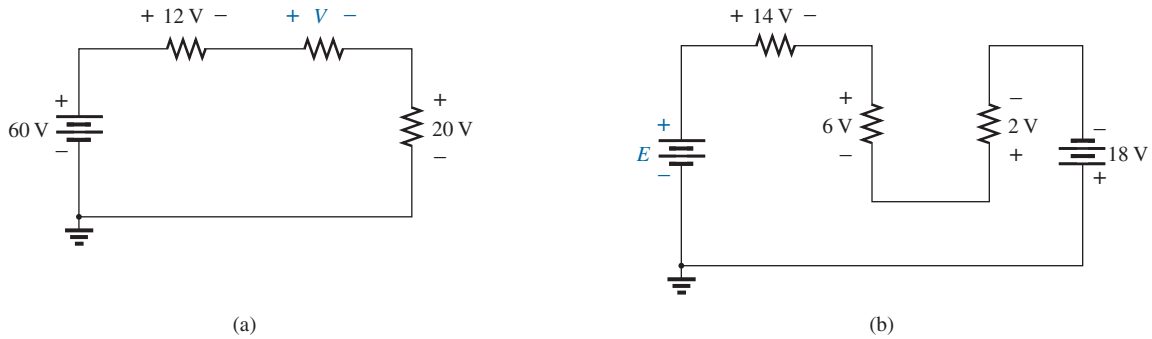 + 12 V − + V −
+
60 V
−
+
20 V
−
(a)
+ 14 V −
+
E
−
+
6 V
−
−
2 V
+
−
18 V
+
(b)